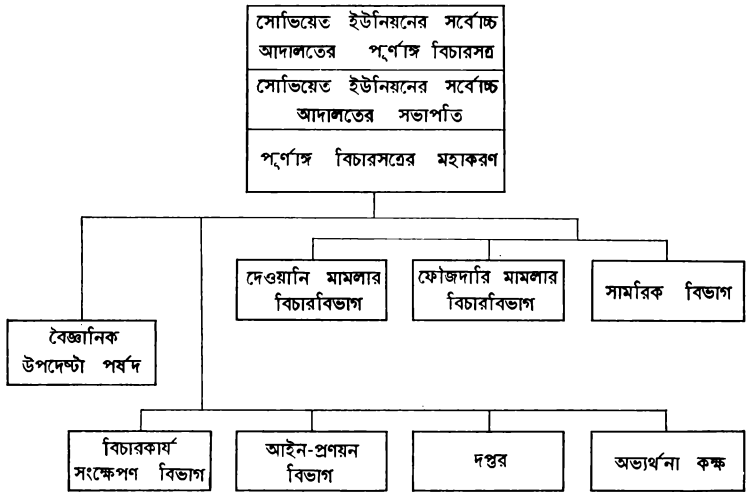 সোভিয়েত ইউনিয়নের সর্বোচ্চ
আদালতের পূর্ণাঙ্গ বিচারসত্র
সোভিয়েত ইউনিয়নের সর্বোচ্চ
আদালতের সভাপতি
পূর্ণাঙ্গ বিচারসত্রের মহাকরণ
দেওয়ানি মামলার
বিচারবিভাগ
ফৌজদারি মামলার
বিচারবিভাগ
সামরিক বিভাগ
বৈজ্ঞানিক
উপদেষ্টা পর্ষদ
বিচারকার্য
সংক্ষেপণ বিভাগ
আইন-প্রণয়ন
বিভাগ
দপ্তর
অভ্যর্থনা কক্ষ